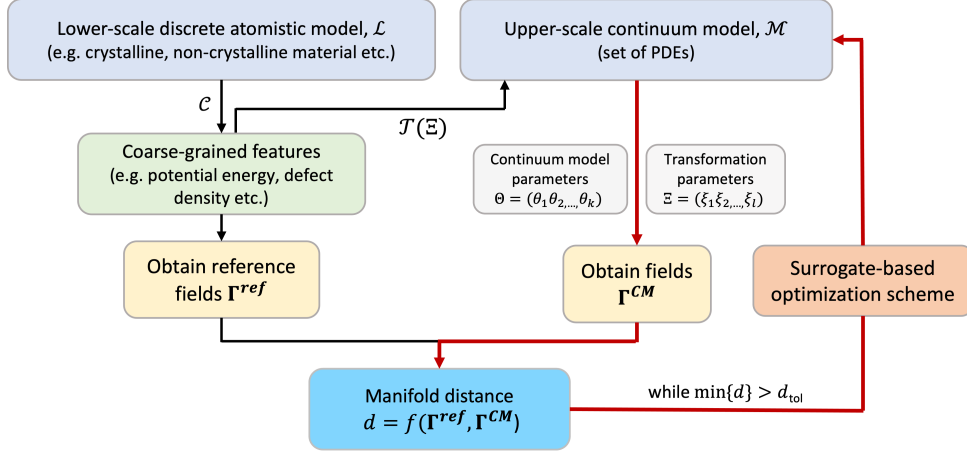 Lower-scale discrete atomistic model, ℒ
(e.g. crystalline, non-crystalline material etc.)
Upper-scale continuum model, ℳ
(set of PDEs)
𝒞
𝒯(Ξ)
Coarse-grained features
(e.g. potential energy, defect
density etc.)
Continuum model
parameters
Θ = (θ₁θ₂,...,θₖ)
Transformation
parameters
Ξ = (ξ₁ξ₂,...,ξₗ)
Obtain reference
fields Γ^ref
Obtain fields
Γ^CM
Surrogate-based
optimization scheme
Manifold distance
d = f(Γ^ref, Γ^CM)
while min{d} > d_tol